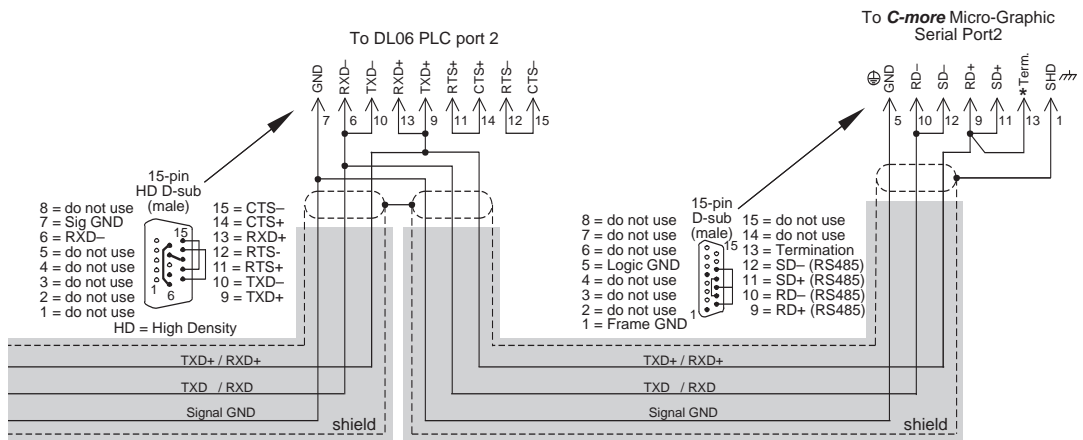 To DL06 PLC port 2
GND
RXD–
TXD–
RXD+
TXD+
RTS+
CTS+
RTS–
CTS–
7
6
10
13
9
11
14
12
15
15-pin
HD D-sub
(male)
8 = do not use
7 = Sig GND
6 = RXD–
5 = do not use
4 = do not use
3 = do not use
2 = do not use
1 = do not use
15
1
6
15 = CTS–
14 = CTS+
13 = RXD+
12 = RTS-
11 = RTS+
10 = TXD–
9 = TXD+
HD = High Density
TXD+ / RXD+
TXD / RXD
Signal GND
shield
To C-more Micro-Graphic
Serial Port2
GND
RD–
SD–
RD+
SD+
*Term.
SHD
5
10
12
9
11
13
1
15-pin
D-sub
(male)
8 = do not use
7 = do not use
6 = do not use
5 = Logic GND
4 = do not use
3 = do not use
2 = do not use
1 = Frame GND
15
1
15 = do not use
14 = do not use
13 = Termination
12 = SD– (RS485)
11 = SD+ (RS485)
10 = RD– (RS485)
9 = RD+ (RS485)
TXD+ / RXD+
TXD / RXD
Signal GND
shield